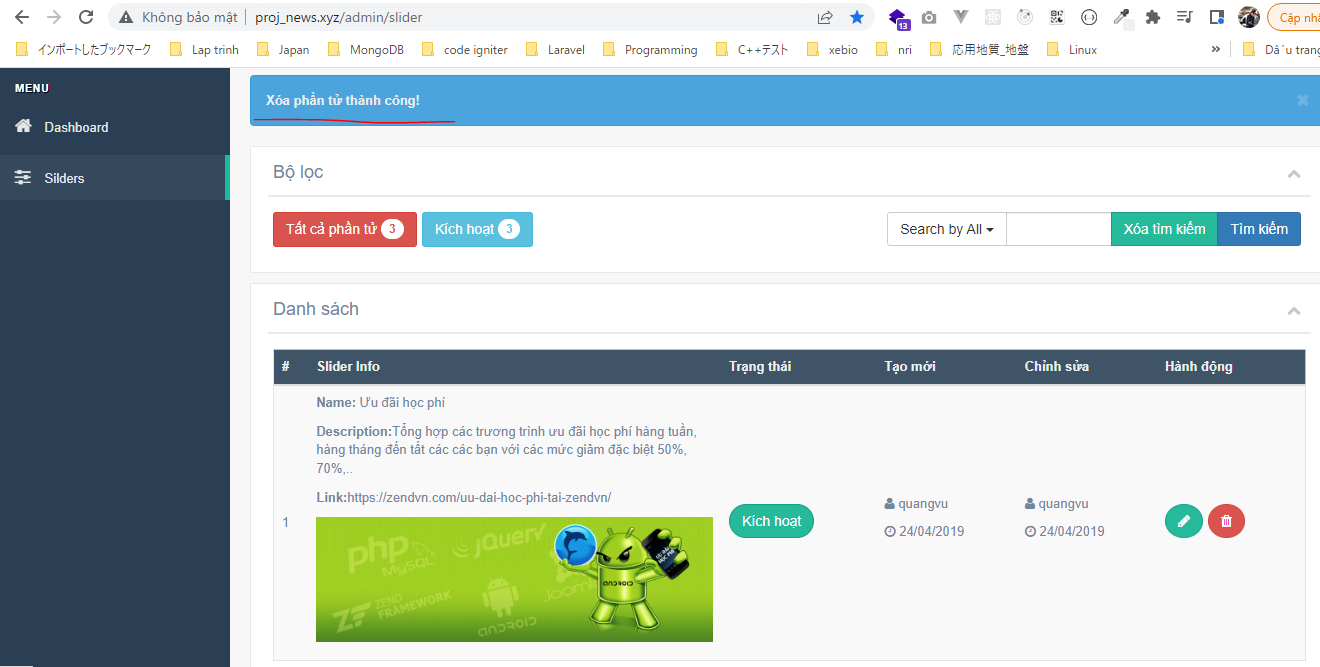 Không bảo mật proj_news.xyz/admin/slider 13 Cập nhậ
インポートしたブックマーク Lap trinh Japan MongoDB code igniter Laravel Programming C++テスト xebio nri 応用地質_地盤 Linux » Dấu trang
MENU
Dashboard
Silders
Xóa phần tử thành công!
Bộ lọc
Tất cả phần tử 3 Kích hoạt 3 Search by All Xóa tìm kiếm Tìm kiếm
Danh sách
# Slider Info Trạng thái Tạo mới Chỉnh sửa Hành động
1
Name: Ưu đãi học phí
Description:Tổng hợp các trương trình ưu đãi học phí hàng tuần,
hàng tháng đến tất các các bạn với các mức giảm đặc biệt 50%,
70%,..
Link:https://zendvn.com/uu-dai-hoc-phi-tai-zendvn/
php
MySQL
jQuery
ZF ZEND
FRAMEWORK
ANDROID
ANDROID
Kích hoạt
quangvu
24/04/2019
quangvu
24/04/2019